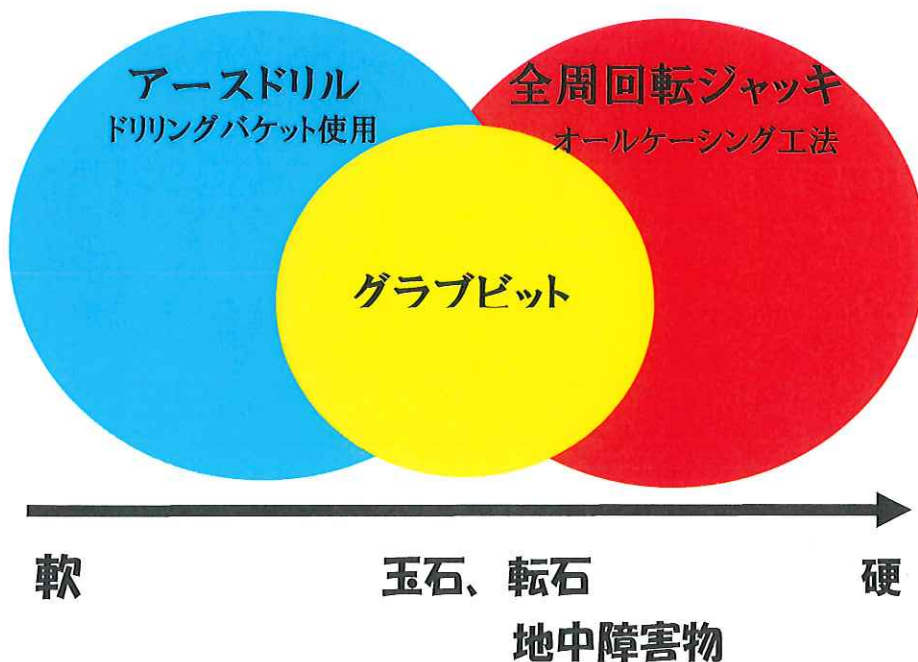 アースドリル
ドリリングバケット使用
全周回転ジャッキ
オールケーシング工法
グラブビット
軟
玉石、転石
硬
地中障害物